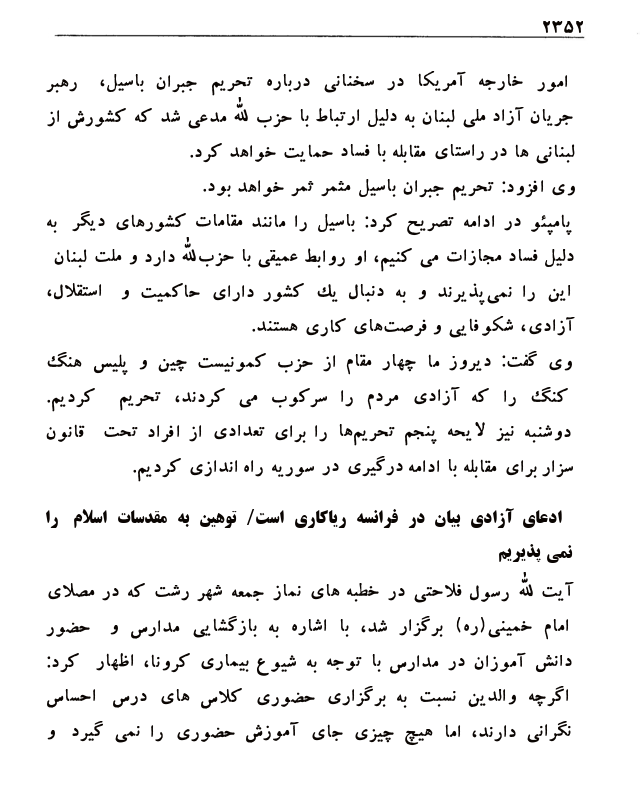 ۲۳۵۲
امور خارجه آمریکا در سخنانی درباره تحریم جبران باسیل، رهبر
جریان آزاد ملی لبنان به دلیل ارتباط با حزب لله مدعی شد که کشورش از
لبنانی ها در راستای مقابله با فساد حمایت خواهد کرد.
وی افزود: تحریم جبران باسیل مثمر ثمر خواهد بود.
پامپئو در ادامه تصریح کرد: باسیل را مانند مقامات کشورهای دیگر به
دلیل فساد مجازات می کنیم، او روابط عمیقی با حزب‌لله دارد و ملت لبنان
این را نمی‌پذیرند و به دنبال یك کشور دارای حاکمیت و استقلال،
آزادی، شکوفایی و فرصت‌های کاری هستند.
وی گفت: دیروز ما چهار مقام از حزب کمونیست چین و پلیس هنگ
کنگ را که آزادی مردم را سرکوب می کردند، تحریم کردیم.
دوشنبه نیز لایحه پنجم تحریم‌ها را برای تعدادی از افراد تحت قانون
سزار برای مقابله با ادامه درگیری در سوریه راه اندازی کردیم.
ادعای آزادی بیان در فرانسه ریاکاری است/ توهین به مقدسات اسلام را
نمی پذیریم
آیت لله رسول فلاحتی در خطبه های نماز جمعه شهر رشت که در مصلای
امام خمینی(ره) برگزار شد، با اشاره به بازگشایی مدارس و حضور
دانش آموزان در مدارس با توجه به شیوع بیماری کرونا، اظهار کرد:
اگرچه والدین نسبت به برگزاری حضوری کلاس های درس احساس
نگرانی دارند، اما هیچ چیزی جای آموزش حضوری را نمی گیرد و